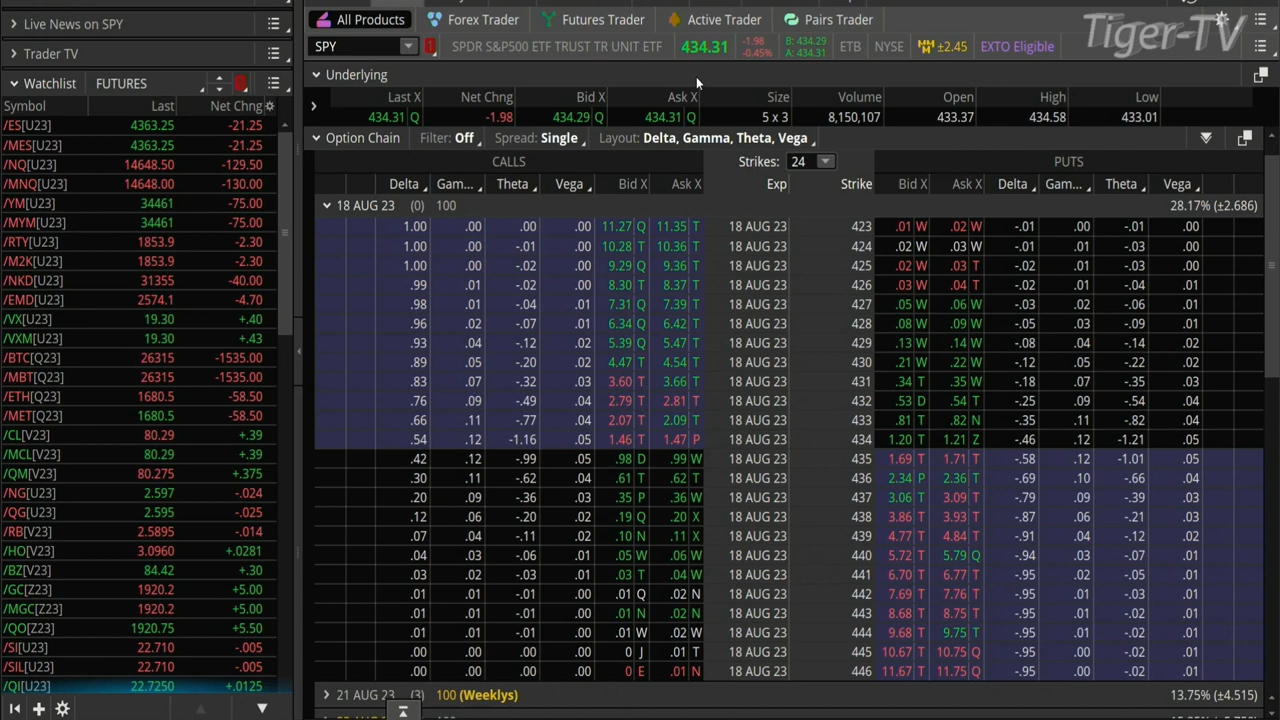 Live News on SPY
Trader TV
Watchlist FUTURES
Symbol Last Net Chng
/ES[U23] 4363.25 -21.25
/MES[U23] 4363.25 -21.25
/NQ[U23] 14648.50 -129.50
/MNQ[U23] 14648.50 -130.00
/YM[U23] 34461 -75.00
/MYM[U23] 34461 -75.00
/RTY[U23] 1853.9 -2.30
/M2K[U23] 1853.9 -2.30
/NKD[U23] 31355 -40.00
/EMD[U23] 2574.1 -4.70
/VX[U23] 19.30 +.40
/VXM[U23] 19.30 +.43
/BTC[Q23] 26315 -1535.00
/MBT[Q23] 26315 -1535.00
/ETH[Q23] 1680.5 -58.50
/MET[Q23] 1680.5 -58.50
/CL[V23] 80.29 +.39
/MCL[V23] 80.29 +.39
/QM[V23] 80.275 +.375
/NG[U23] 2.597 -.024
/QG[U23] 2.595 -.025
/RB[V23] 2.5895 -.014
/HO[V23] 3.0960 +.0281
/BZ[V23] 84.42 +.30
/GC[Z23] 1920.2 +5.00
/MGC[Z23] 1920.2 +5.00
/QO[Z23] 1920.75 +5.50
/SI[U23] 22.710 -.005
/SIL[U23] 22.710 -.005
/QI[U23] 22.7250 +.0125
All Products Forex Trader Futures Trader Active Trader Pairs Trader
Tiger-TV
SPY SPDR S&P500 ETF TRUST TR UNIT ETF 434.31 -1.98 -0.45% B: 434.29 A: 434.31 ETB NYSE ±2.45 EXTO Eligible
Underlying
Last X Net Chng Bid X Ask X Size Volume Open High Low
434.31 Q -1.98 434.29 Q 434.31 Q 5 x 3 8,150,107 433.37 434.58 433.01
Option Chain Filter: Off Spread: Single Layout: Delta, Gamma, Theta, Vega
CALLS Strikes: 24 PUTS
Delta Gam... Theta Vega Bid X Ask X Exp Strike Bid X Ask X Delta Gam... Theta Vega
18 AUG 23 (0) 100 28.17% (±2.686)
1.00 .00 .00 .00 11.27 Q 11.35 T 18 AUG 23 423 .01 W .02 W -.01 .00 -.01 .00
1.00 .00 -.01 .00 10.28 T 10.36 T 18 AUG 23 424 .02 W .03 W -.01 .01 -.03 .00
1.00 .00 -.02 .00 9.29 Q 9.36 T 18 AUG 23 425 .02 W .03 T -.02 .01 -.03 .00
.99 .01 -.02 .00 8.30 T 8.37 T 18 AUG 23 426 .03 W .04 T -.02 .01 -.04 .00
.98 .01 -.04 .01 7.31 Q 7.39 T 18 AUG 23 427 .05 W .06 W -.03 .02 -.06 .01
.96 .02 -.07 .01 6.34 Q 6.42 T 18 AUG 23 428 .08 W .09 W -.05 .03 -.09 .01
.93 .04 -.12 .02 5.39 Q 5.47 T 18 AUG 23 429 .13 W .14 W -.08 .04 -.14 .02
.89 .05 -.20 .02 4.47 T 4.54 T 18 AUG 23 430 .21 W .22 W -.12 .05 -.22 .02
.83 .07 -.32 .03 3.60 T 3.66 T 18 AUG 23 431 .34 T .35 W -.18 .07 -.35 .03
.76 .09 -.49 .04 2.79 T 2.81 T 18 AUG 23 432 .53 D .54 T -.25 .09 -.54 .04
.66 .11 -.77 .04 2.07 T 2.09 T 18 AUG 23 433 .81 T .82 N -.35 .11 -.82 .04
.54 .12 -1.16 .05 1.46 T 1.47 P 18 AUG 23 434 1.20 T 1.21 Z -.46 .12 -1.21 .05
.42 .12 -.99 .05 .98 D .99 W 18 AUG 23 435 1.69 T 1.71 T -.58 .12 -1.01 .05
.30 .11 -.62 .04 .61 T .62 T 18 AUG 23 436 2.34 P 2.36 T -.69 .10 -.66 .04
.20 .09 -.36 .03 .35 P .36 W 18 AUG 23 437 3.06 T 3.09 T -.79 .09 -.39 .03
.12 .06 -.20 .02 .19 Q .20 X 18 AUG 23 438 3.86 T 3.93 T -.87 .06 -.21 .03
.07 .04 -.11 .02 .10 N .11 X 18 AUG 23 439 4.77 T 4.84 T -.91 .04 -.12 .02
.04 .03 -.06 .01 .05 W .06 W 18 AUG 23 440 5.72 T 5.79 Q -.94 .03 -.07 .01
.03 .02 -.03 .01 .03 T .04 W 18 AUG 23 441 6.70 T 6.77 T -.95 .02 -.05 .01
.01 .01 -.01 .00 .01 Q .02 N 18 AUG 23 442 7.69 T 7.76 T -.95 .01 -.02 .01
.01 .01 -.01 .00 .01 N .02 N 18 AUG 23 443 8.68 T 8.75 T -.95 .01 -.02 .01
.01 .01 -.01 .00 .01 W .02 W 18 AUG 23 444 9.68 T 9.75 T -.95 .01 -.02 .01
.00 .00 .00 .00 0 J .01 T 18 AUG 23 445 10.67 T 10.75 Q -.95 .01 -.02 .01
.00 .00 .00 .00 0 E .01 N 18 AUG 23 446 11.67 T 11.75 Q -.95 .01 -.02 .01
21 AUG 23 (3) 100 (Weeklys) 13.75% (±4.515)